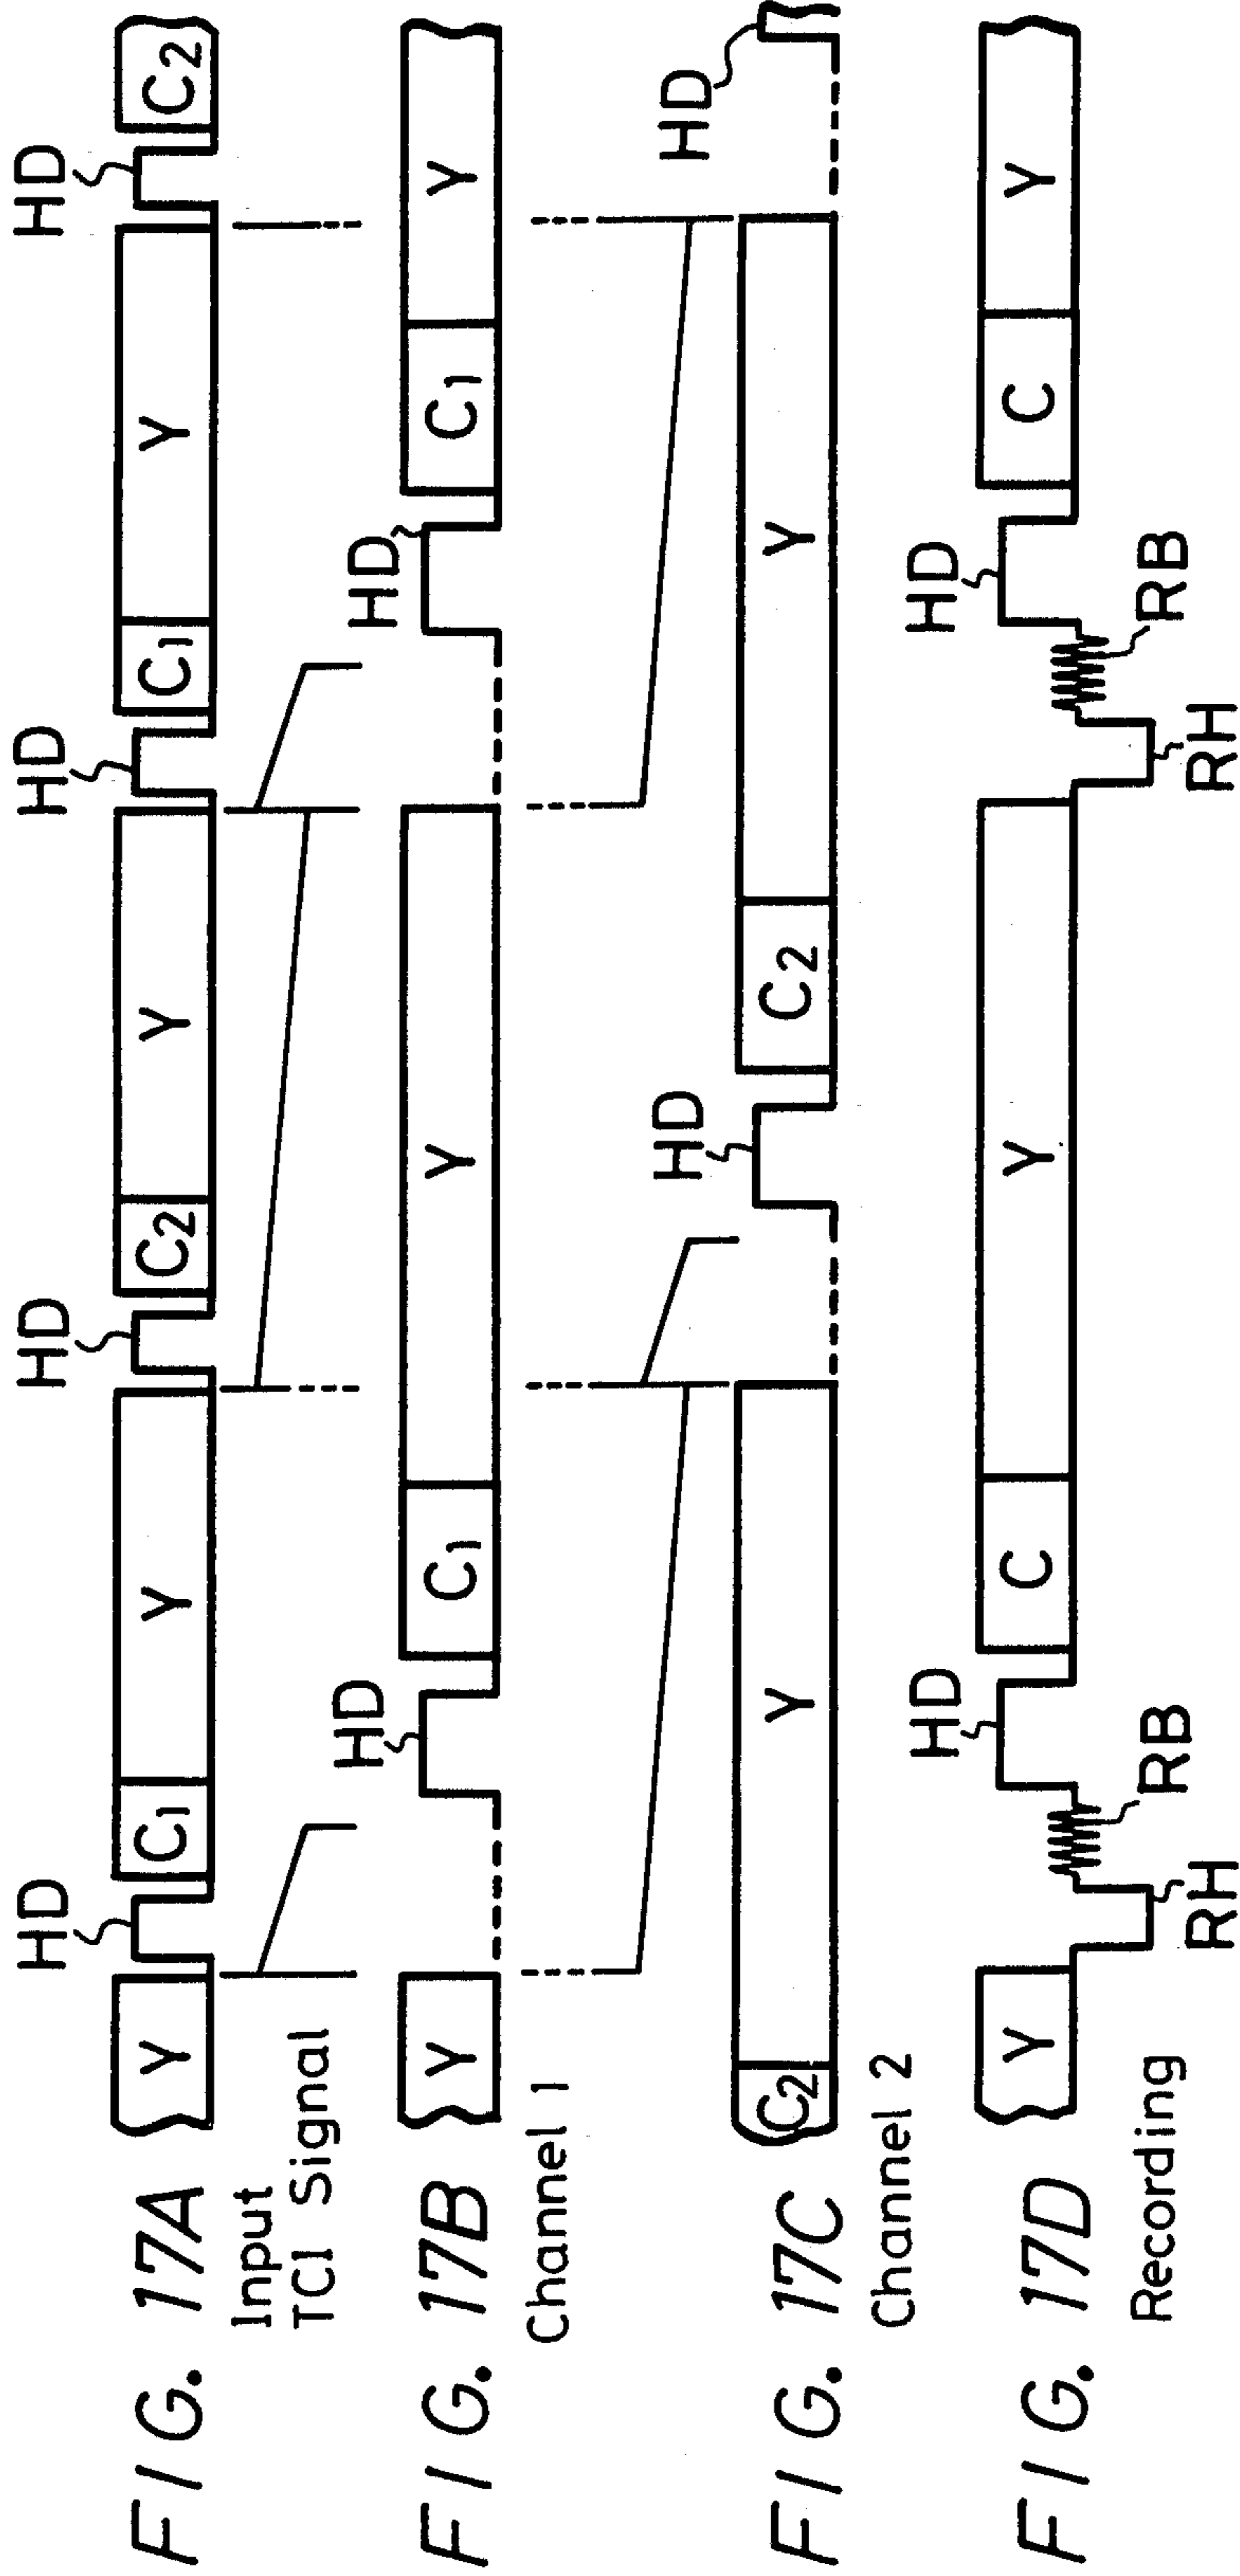 FIG. 17A
Input
TCI Signal
Y HD C1 Y HD C2 Y HD C1 Y HD C2
FIG. 17B
Channel 1
Y HD C1 Y HD C1 Y
FIG. 17C
Channel 2
C2 Y HD C2 Y HD
FIG. 17D
Recording
Y RH RB HD C Y RH RB HD C Y